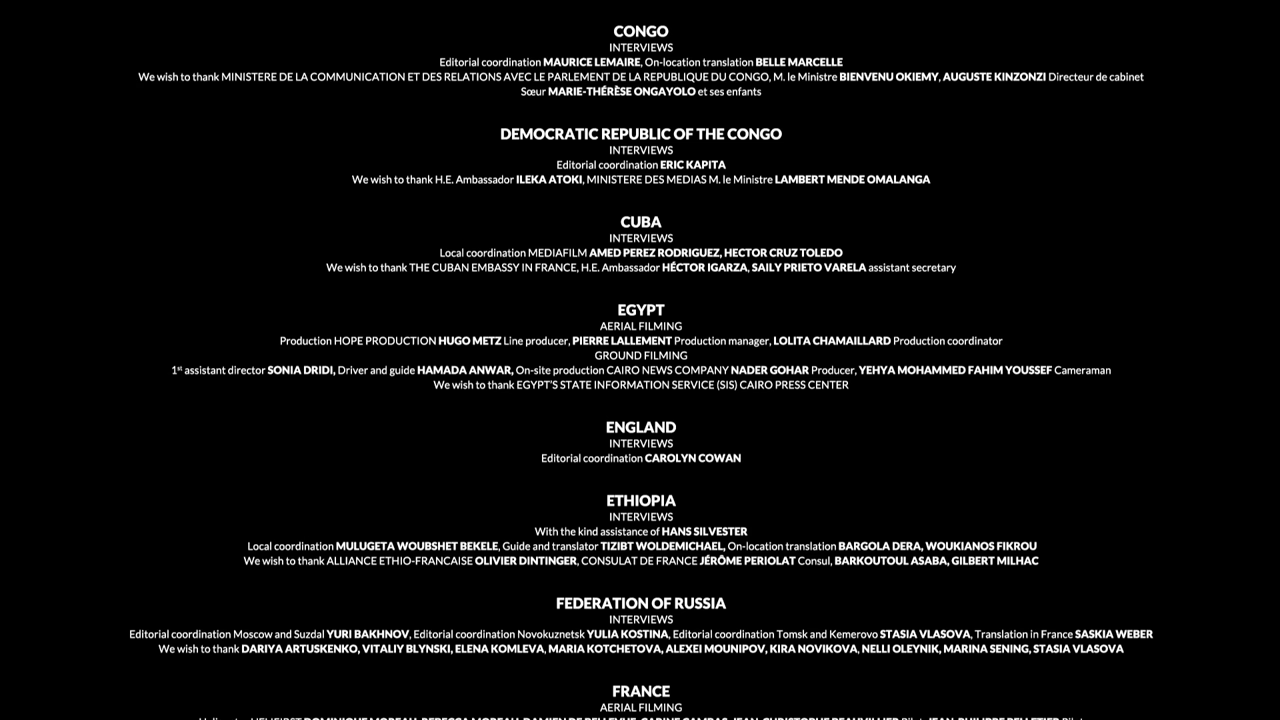 CONGO
INTERVIEWS
Editorial coordination MAURICE LEMAIRE, On-location translation BELLE MARCELLE
We wish to thank MINISTERE DE LA COMMUNICATION ET DES RELATIONS AVEC LE PARLEMENT DE LA REPUBLIQUE DU CONGO, M. le Ministre BIENVENU OKIEMY, AUGUSTE KINZONZI Directeur de cabinet
Sœur MARIE-THÉRÈSE ONGAYOLO et ses enfants
DEMOCRATIC REPUBLIC OF THE CONGO
INTERVIEWS
Editorial coordination ERIC KAPITA
We wish to thank H.E. Ambassador ILEKA ATOKI, MINISTERE DES MEDIAS M. le Ministre LAMBERT MENDE OMALANGA
CUBA
INTERVIEWS
Local coordination MEDIAFILM AMED PEREZ RODRIGUEZ, HECTOR CRUZ TOLEDO
We wish to thank THE CUBAN EMBASSY IN FRANCE, H.E. Ambassador HÉCTOR IGARZA, SAILY PRIETO VARELA assistant secretary
EGYPT
AERIAL FILMING
Production HOPE PRODUCTION HUGO METZ Line producer, PIERRE LALLEMENT Production manager, LOLITA CHAMAILLARD Production coordinator
GROUND FILMING
1st assistant director SONIA DRIDI, Driver and guide HAMADA ANWAR, On-site production CAIRO NEWS COMPANY NADER GOHAR Producer, YEHYA MOHAMMED FAHIM YOUSSEF Cameraman
We wish to thank EGYPT'S STATE INFORMATION SERVICE (SIS) CAIRO PRESS CENTER
ENGLAND
INTERVIEWS
Editorial coordination CAROLYN COWAN
ETHIOPIA
INTERVIEWS
With the kind assistance of HANS SILVESTER
Local coordination MULUGETA WOUBSHET BEKELE, Guide and translator TIZIBT WOLDEMICHAEL, On-location translation BARGOLA DERA, WOUKIANOS FIKROU
We wish to thank ALLIANCE ETHIO-FRANCAISE OLIVIER DINTINGER, CONSULAT DE FRANCE JÉRÔME PERIOLAT Consul, BARKOUTOUL ASABA, GILBERT MILHAC
FEDERATION OF RUSSIA
INTERVIEWS
Editorial coordination Moscow and Suzdal YURI BAKHNOV, Editorial coordination Novokuznetsk YULIA KOSTINA, Editorial coordination Tomsk and Kemerovo STASIA VLASOVA, Translation in France SASKIA WEBER
We wish to thank DARIYA ARTUSKENKO, VITALIY BLYNSKI, ELENA KOMLEVA, MARIA KOTCHETOVA, ALEXEI MOUNIPOV, KIRA NOVIKOVA, NELLI OLEYNIK, MARINA SENING, STASIA VLASOVA
FRANCE
AERIAL FILMING